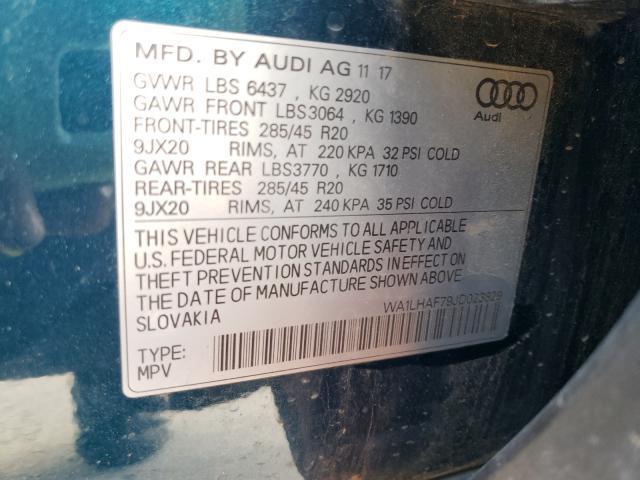 MFD. BY AUDI AG 11 17
GVWR LBS 6437 , KG 2920
GAWR FRONT LBS3064 , KG 1390
FRONT-TIRES 285/45 R20
9JX20 RIMS, AT 220 KPA 32 PSI COLD
GAWR REAR LBS3770 , KG 1710
REAR-TIRES 285/45 R20
9JX20 RIMS, AT 240 KPA 35 PSI COLD
Audi
THIS VEHICLE CONFORMS TO ALL APPLICABLE
U.S. FEDERAL MOTOR VEHICLE SAFETY AND
THEFT PREVENTION STANDARDS IN EFFECT ON
THE DATE OF MANUFACTURE SHOWN ABOVE.
SLOVAKIA
WA1LHAF78JD023829
TYPE:
MPV